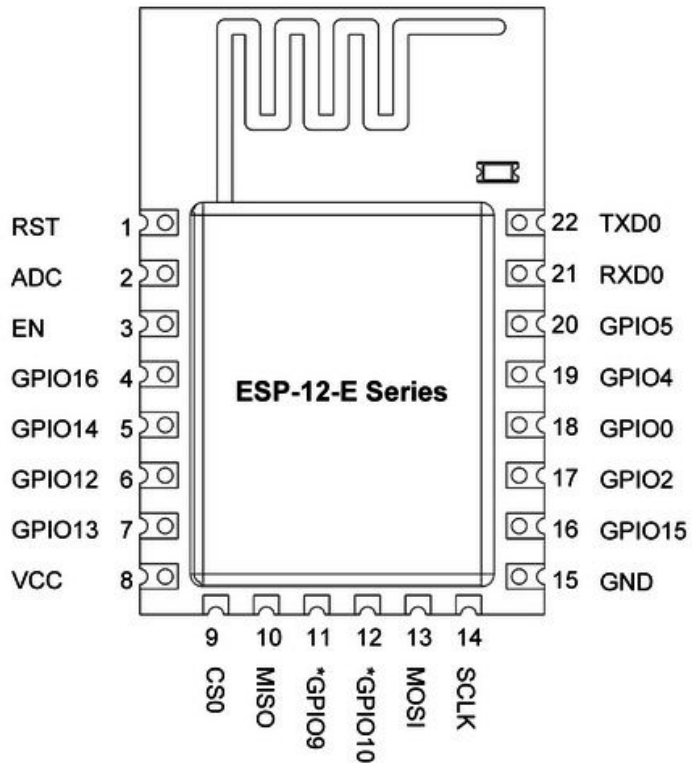 RST 1
ADC 2
EN 3
GPIO16 4
GPIO14 5
GPIO12 6
GPIO13 7
VCC 8
ESP-12-E Series
22 TXD0
21 RXD0
20 GPIO5
19 GPIO4
18 GPIO0
17 GPIO2
16 GPIO15
15 GND
9 10 11 12 13 14
CS0
MISO
*GPIO9
*GPIO10
MOSI
SCLK